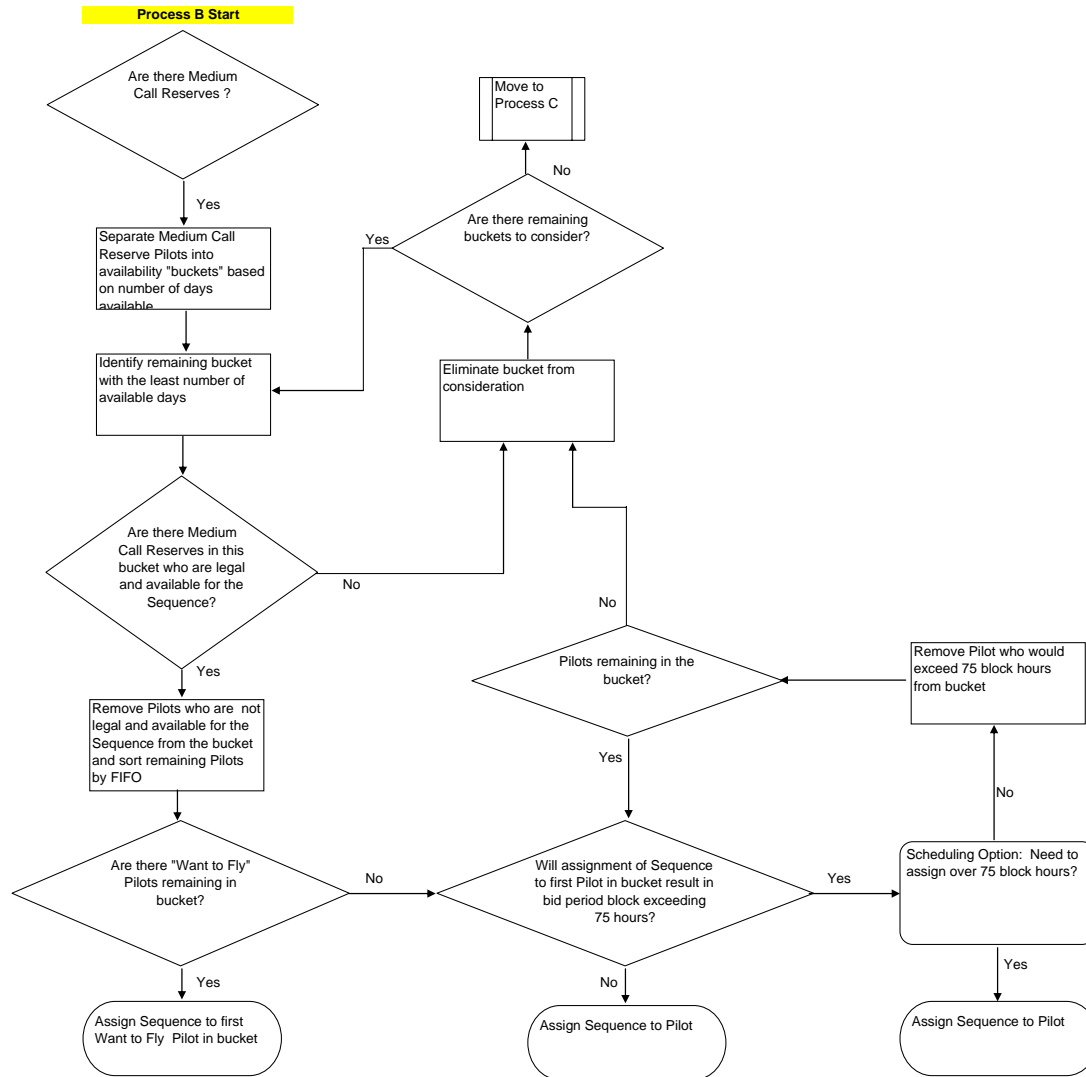 Process B Start
Are there Medium
Call Reserves ?
Yes
Separate Medium Call
Reserve Pilots into
availability "buckets" based
on number of days
available
Identify remaining bucket
with the least number of
available days
Are there Medium
Call Reserves in this
bucket who are legal
and available for the
Sequence?
No
Yes
Remove Pilots who are not
legal and available for the
Sequence from the bucket
and sort remaining Pilots
by FIFO
Are there "Want to Fly"
Pilots remaining in
bucket?
No
Yes
Assign Sequence to first
Want to Fly Pilot in bucket
Move to
Process C
No
Are there remaining
buckets to consider?
Yes
Eliminate bucket from
consideration
No
Pilots remaining in the
bucket?
Yes
Will assignment of Sequence
to first Pilot in bucket result in
bid period block exceeding
75 hours?
Yes
No
Assign Sequence to Pilot
Remove Pilot who would
exceed 75 block hours
from bucket
No
Scheduling Option: Need to
assign over 75 block hours?
Yes
Assign Sequence to Pilot